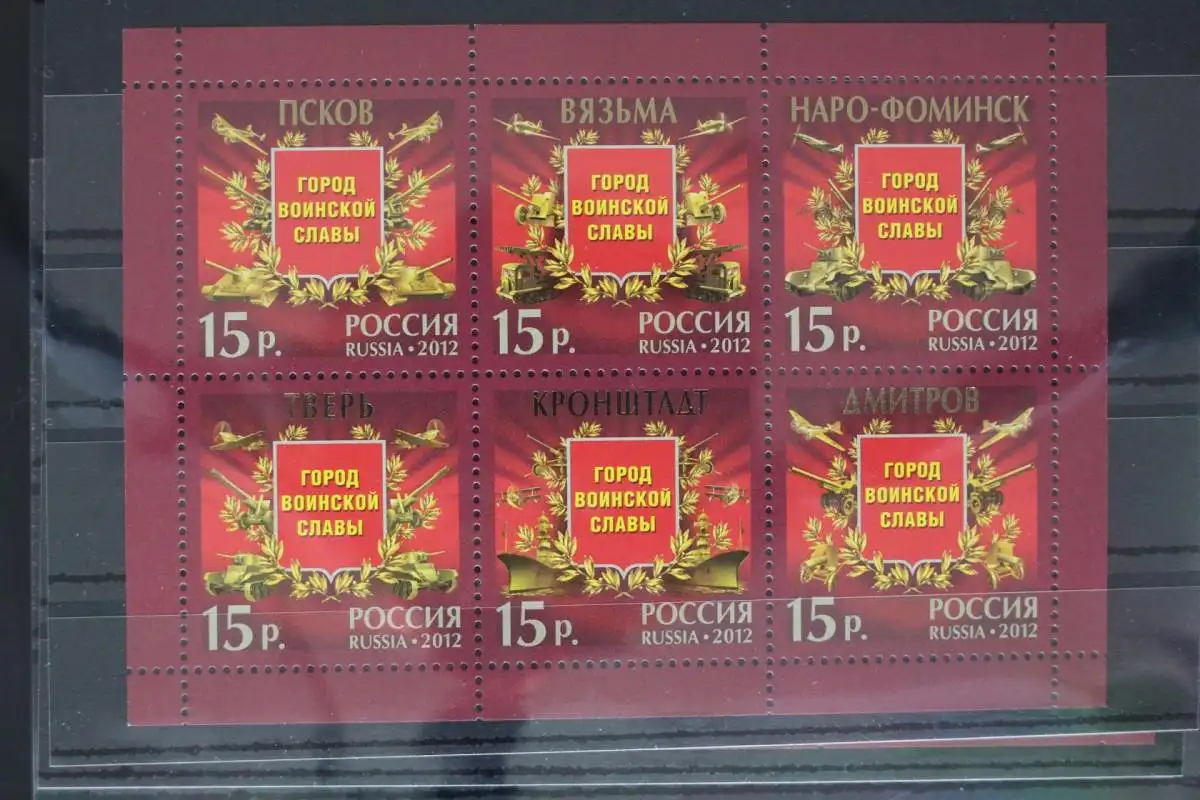 ПСКОВ
ГОРОД
ВОИНСКОЙ
СЛАВЫ
15 р.
РОССИЯ
RUSSIA • 2012
ВЯЗЬМА
ГОРОД
ВОИНСКОЙ
СЛАВЫ
15 р.
РОССИЯ
RUSSIA • 2012
НАРО-ФОМИНСК
ГОРОД
ВОИНСКОЙ
СЛАВЫ
15 р.
РОССИЯ
RUSSIA • 2012
ТВЕРЬ
ГОРОД
ВОИНСКОЙ
СЛАВЫ
15 р.
РОССИЯ
RUSSIA • 2012
КРОНШТАДТ
ГОРОД
ВОИНСКОЙ
СЛАВЫ
15 р.
РОССИЯ
RUSSIA • 2012
ДМИТРОВ
ГОРОД
ВОИНСКОЙ
СЛАВЫ
15 р.
РОССИЯ
RUSSIA • 2012